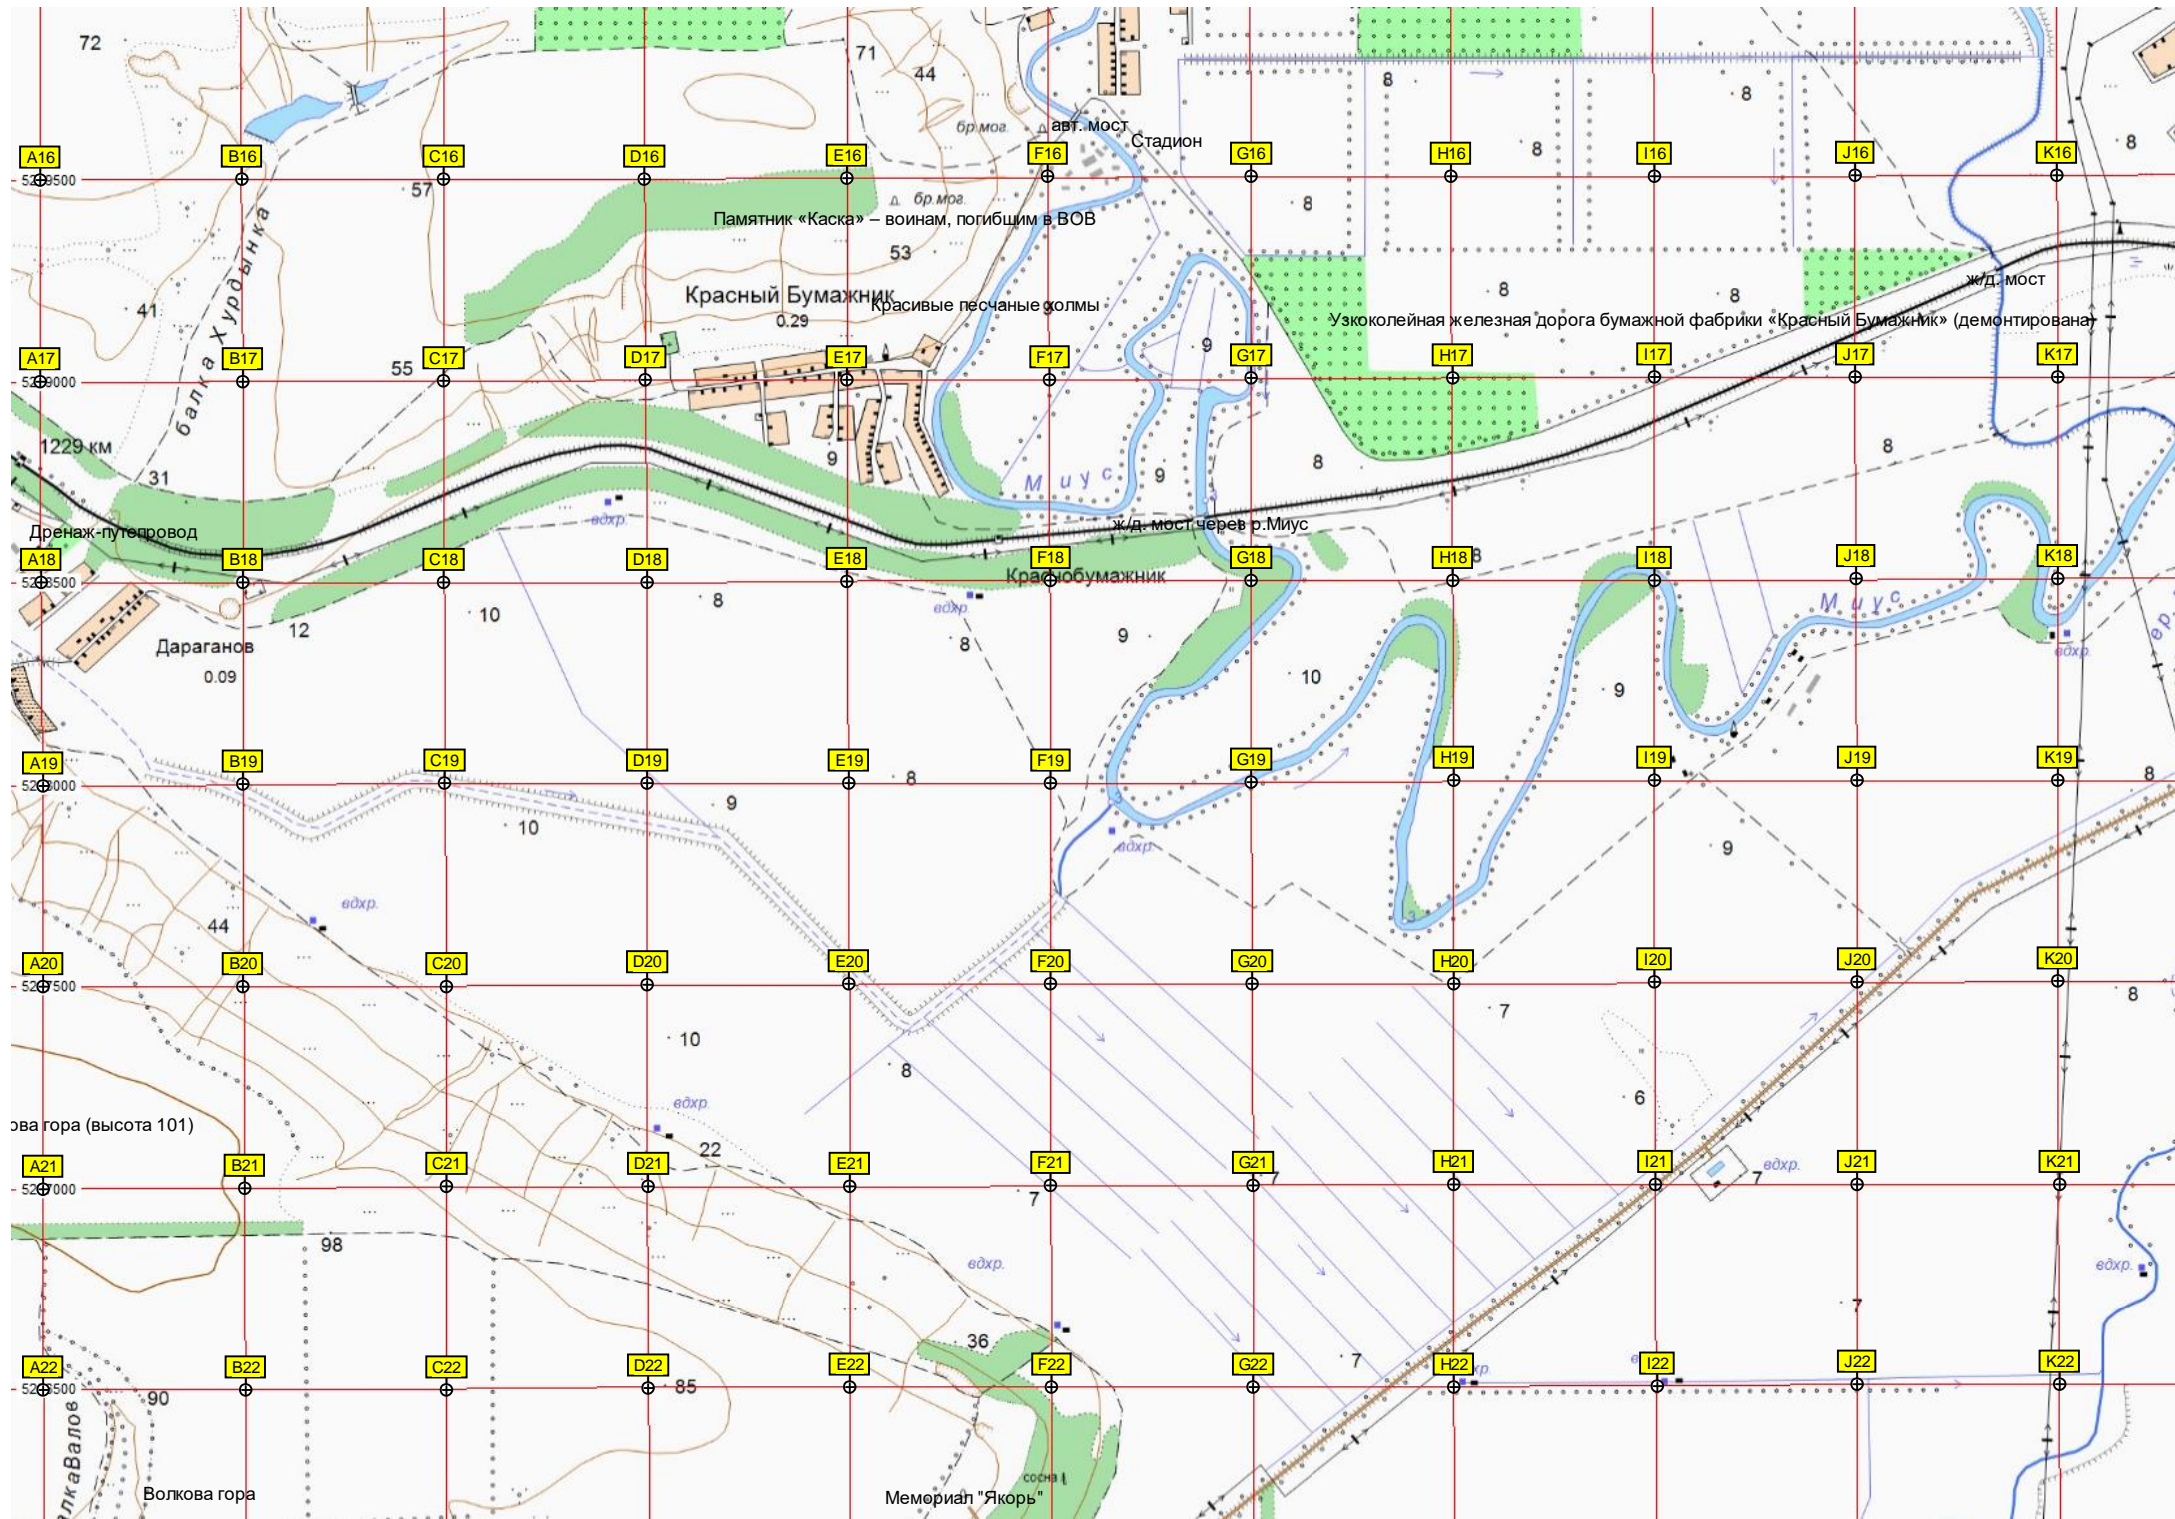 72
71
44
8
8
бр.мог.
авт. мост
Стадион
8
8
A16
B16
C16
D16
E16
F16
G16
H16
I16
J16
K16
57
бр.мог.
Памятник «Каска» – воинам, погибшим в ВОВ
8
53
балка Хурдынка
41
Красный Бумажник
0.29
Красивые песчаные холмы
9
8
8
ж/д. мост
Узкоколейная железная дорога бумажной фабрики «Красный Бумажник» (демонтирована)
9
A17
B17
C17
D17
E17
F17
G17
H17
I17
J17
K17
55
1229 км
31
9
Миус
9
8
8
вдхр.
Дренаж-путепровод
ж/д. мост через р.Миус
A18
B18
C18
D18
E18
F18
G18
H18
8
I18
J18
K18
Краснобумажник
10
8
вдхр.
Миус
12
8
9
Дараганов
0.09
10
9
вдхр.
A19
B19
C19
D19
E19
F19
G19
H19
I19
J19
K19
8
8
9
10
вдхр.
9
вдхр.
44
A20
B20
C20
D20
E20
F20
G20
H20
I20
J20
K20
8
7
10
8
вдхр.
6
ова гора (высота 101)
22
A21
B21
C21
D21
E21
F21
G21
H21
I21
J21
K21
7
вдхр.
7
7
98
вдхр.
вдхр.
7
36
7
A22
B22
C22
D22
E22
F22
G22
H22
I22
J22
K22
90
85
Волкова гора
сосна
Мемориал "Якорь"